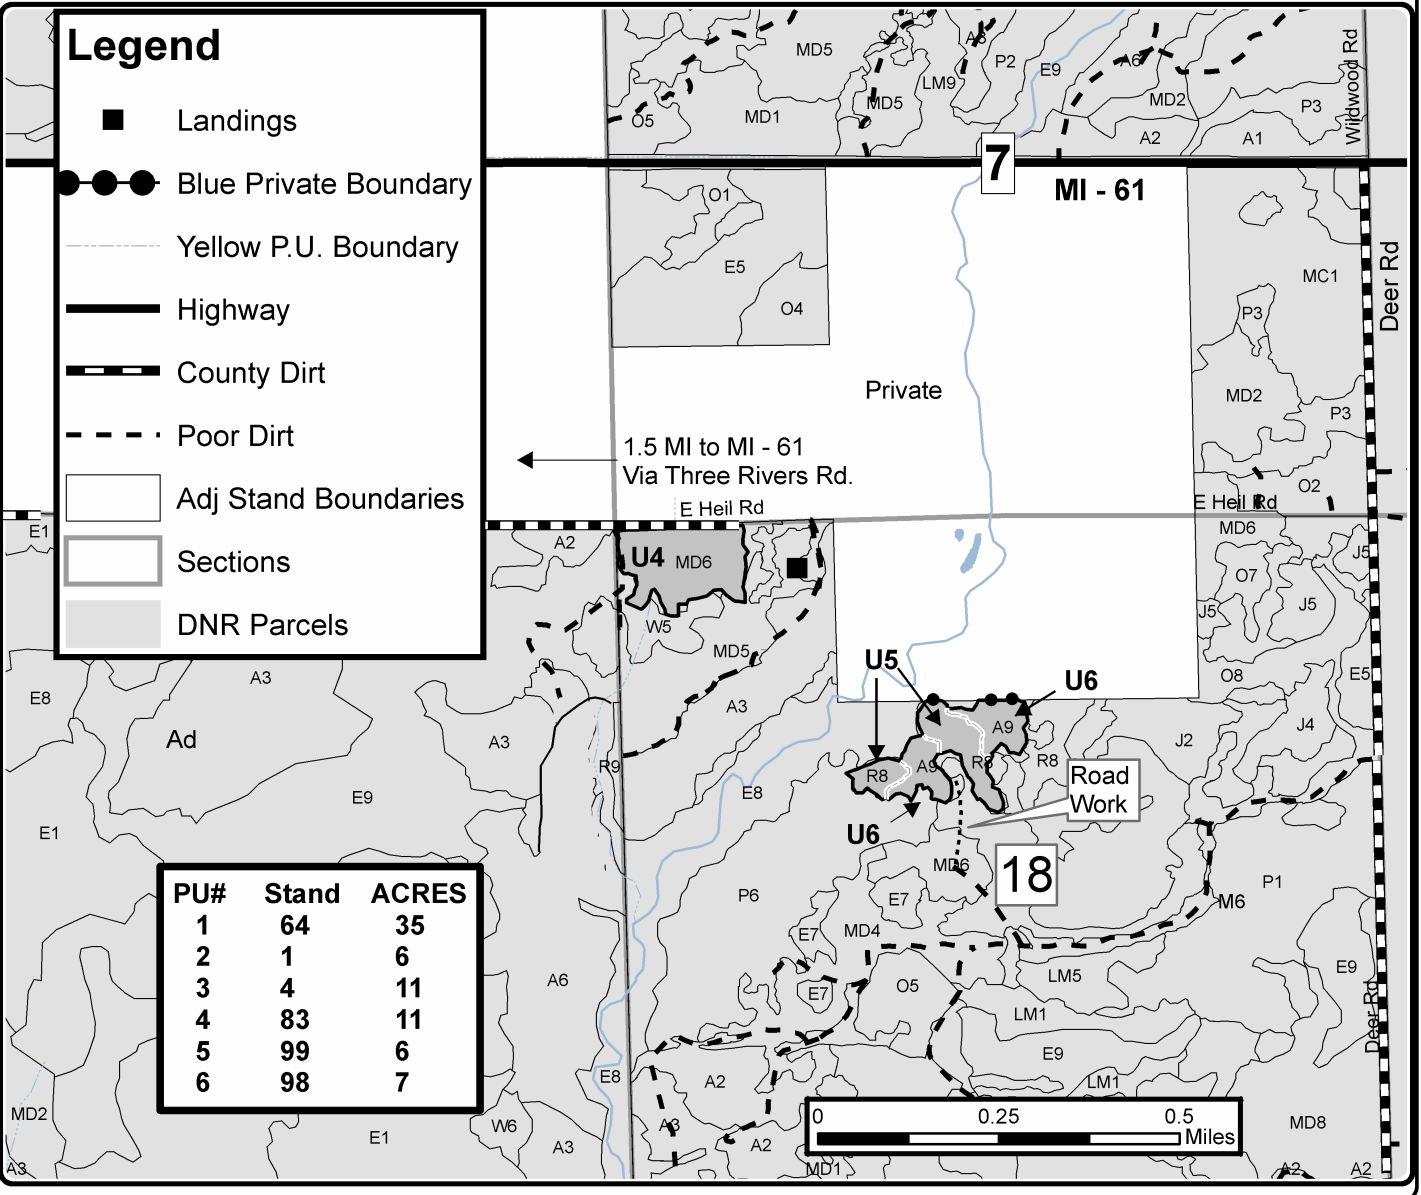 Legend
Landings
Blue Private Boundary
Yellow P.U. Boundary
Highway
County Dirt
Poor Dirt
Adj Stand Boundaries
Sections
DNR Parcels
MD5
A6
P2
E9
A6
Wildwood Rd
LM9
MD5
MD2
P3
O5
MD1
A2
A1
7
MI - 61
O1
E5
O4
MC1
Deer Rd
P3
Private
MD2
P3
1.5 MI to MI - 61
Via Three Rivers Rd.
E Heil Rd
E Heil Rd
O2
E1
A2
U4
MD6
MD6
J5
O7
J5
J5
W5
MD5
U5
U6
O8
E5
E8
A3
A3
Ad
A3
A9
R8
J2
J4
R9
R8
A9
R8
Road
Work
E9
E8
E1
U6
MD6
18
P1
P6
E7
M6
E7
MD4
PU# Stand ACRES
1 64 35
2 1 6
3 4 11
4 83 11
5 99 6
6 98 7
A6
E7
O5
LM5
E9
LM1
Deer Rd
E9
E8
A2
LM1
MD2
W6
E1
A3
A3
A2
MD8
0 0.25 0.5
Miles
A3
MD1
A2
A2